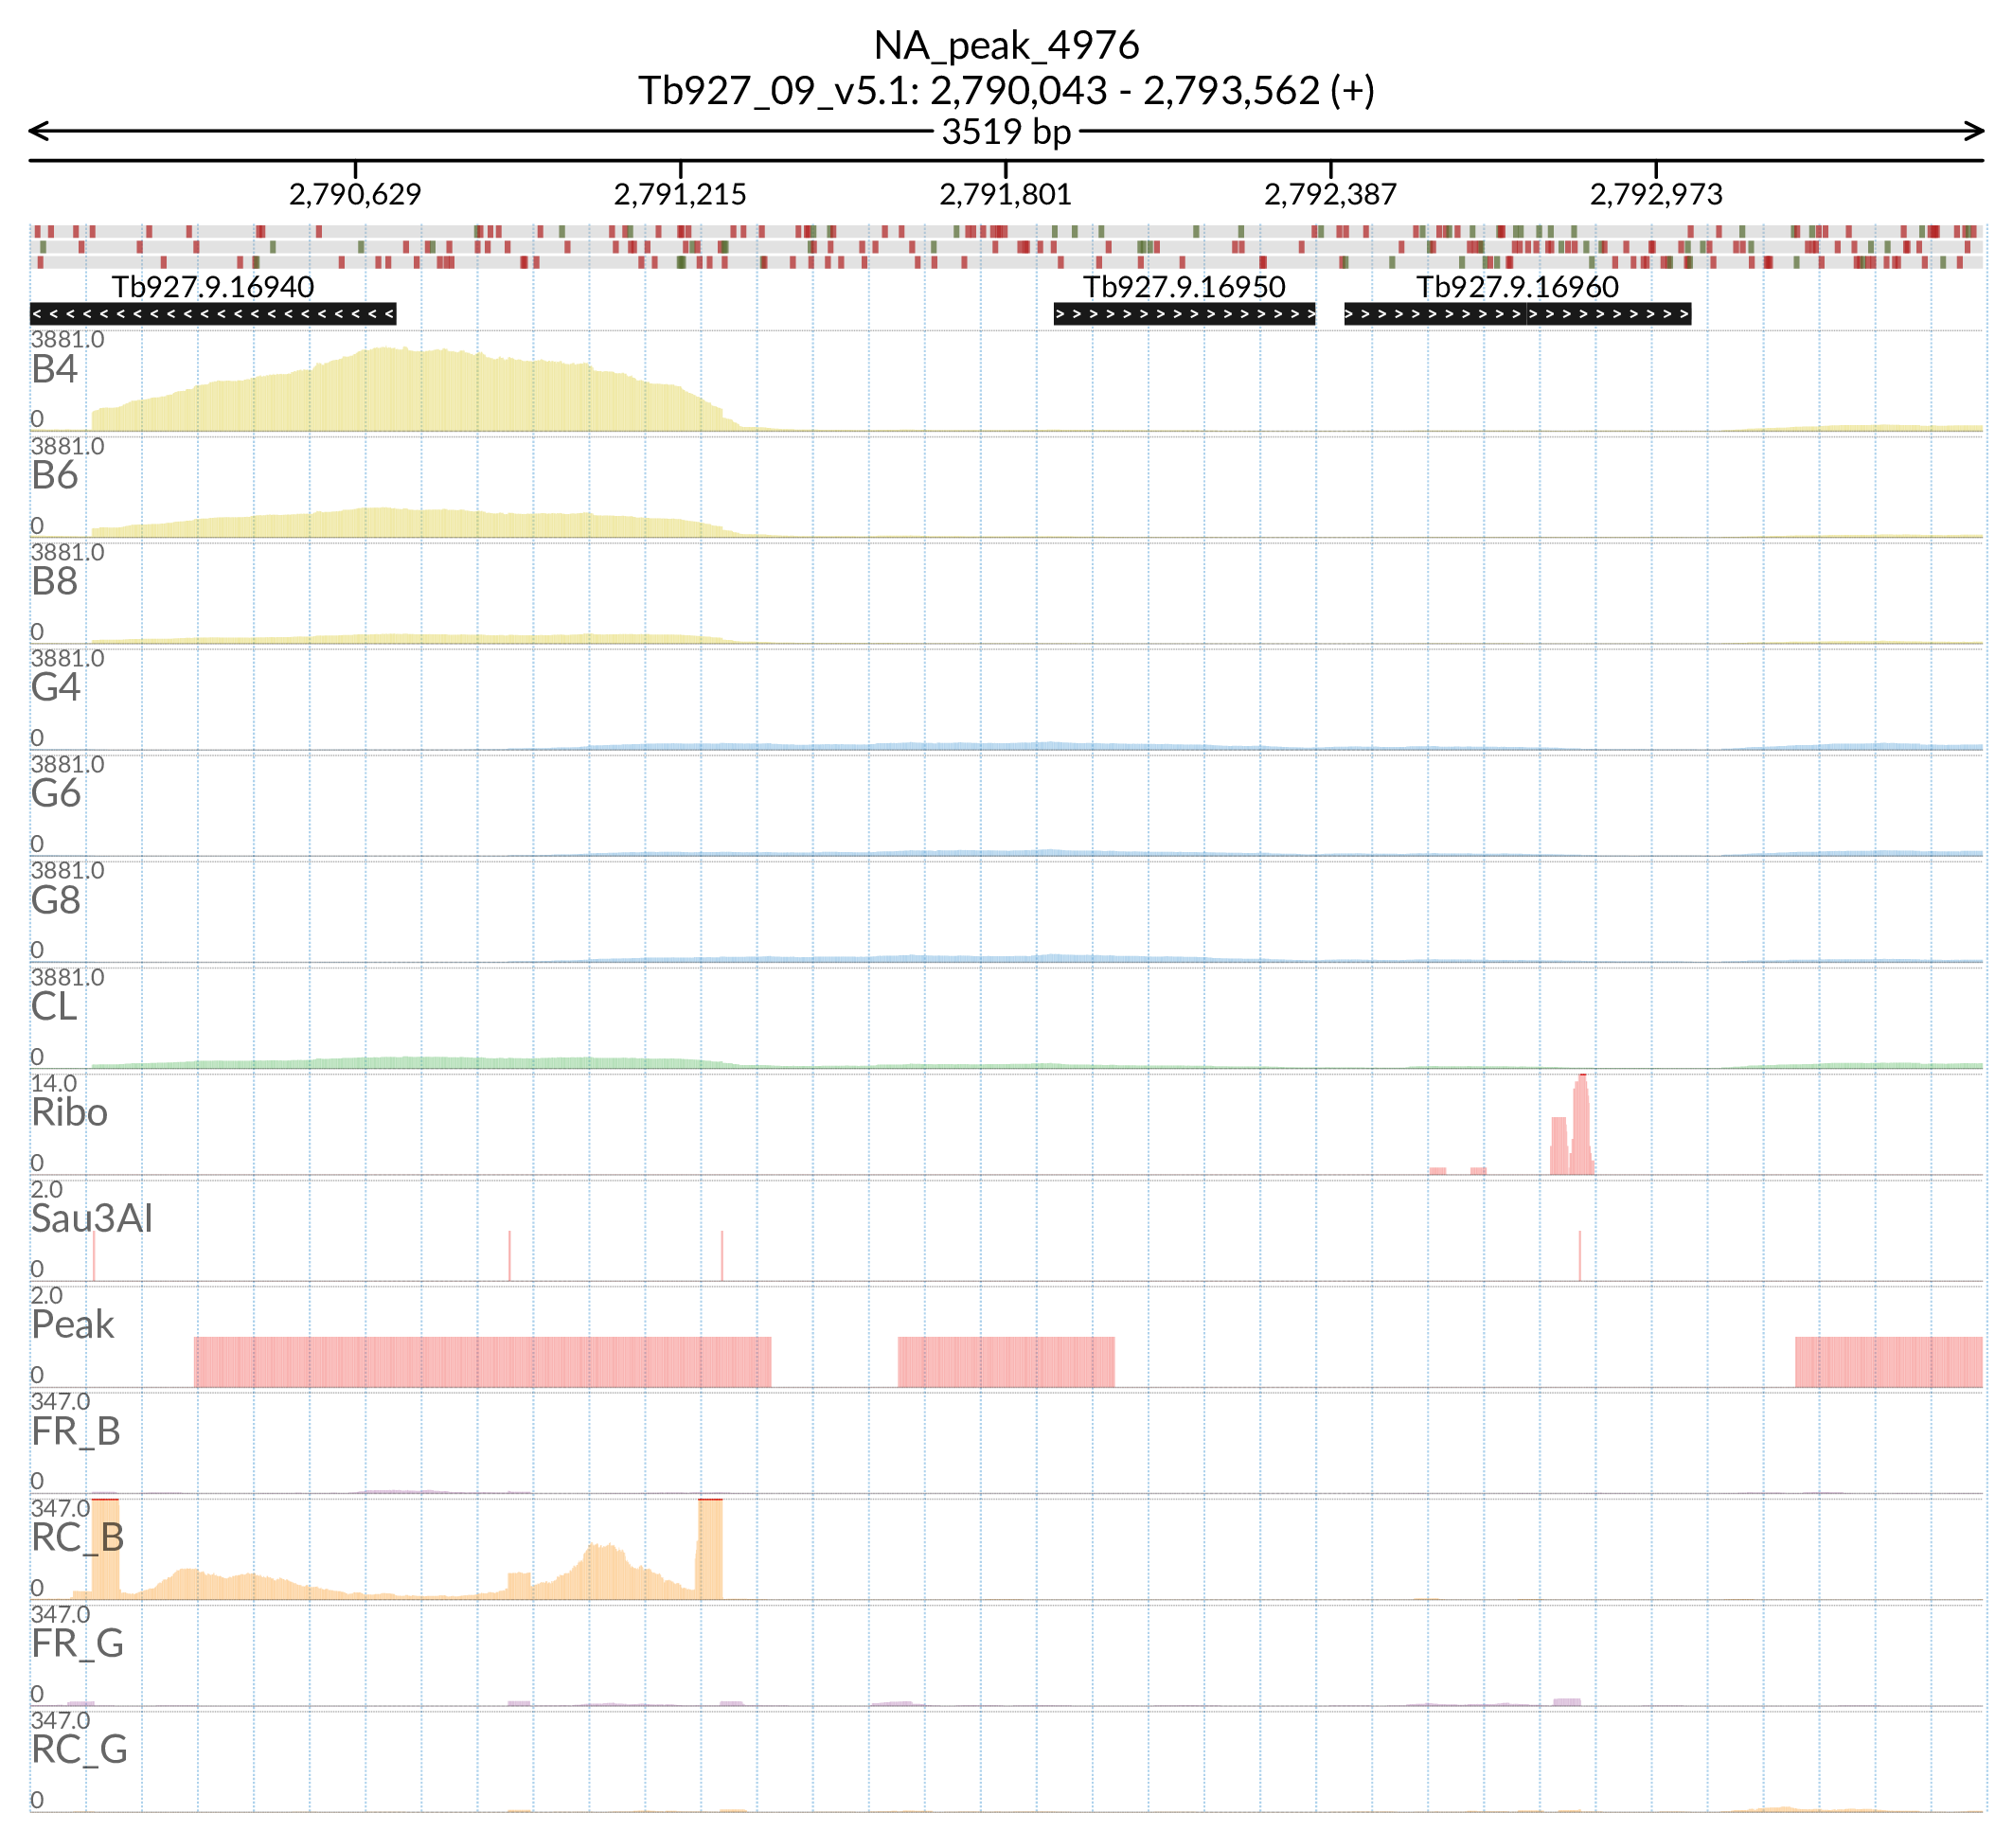 NA_peak_4976
Tb927_09_v5.1: 2,790,043 - 2,793,562 (+)
3519 bp
2,790,629 2,791,215 2,791,801 2,792,387 2,792,973
Tb927.9.16940 Tb927.9.16950 Tb927.9.16960
3881.0
B4
0
3881.0
B6
0
3881.0
B8
0
3881.0
G4
0
3881.0
G6
0
3881.0
G8
0
3881.0
CL
0
14.0
Ribo
0
2.0
Sau3AI
0
2.0
Peak
0
347.0
FR_B
0
347.0
RC_B
0
347.0
FR_G
0
347.0
RC_G
0